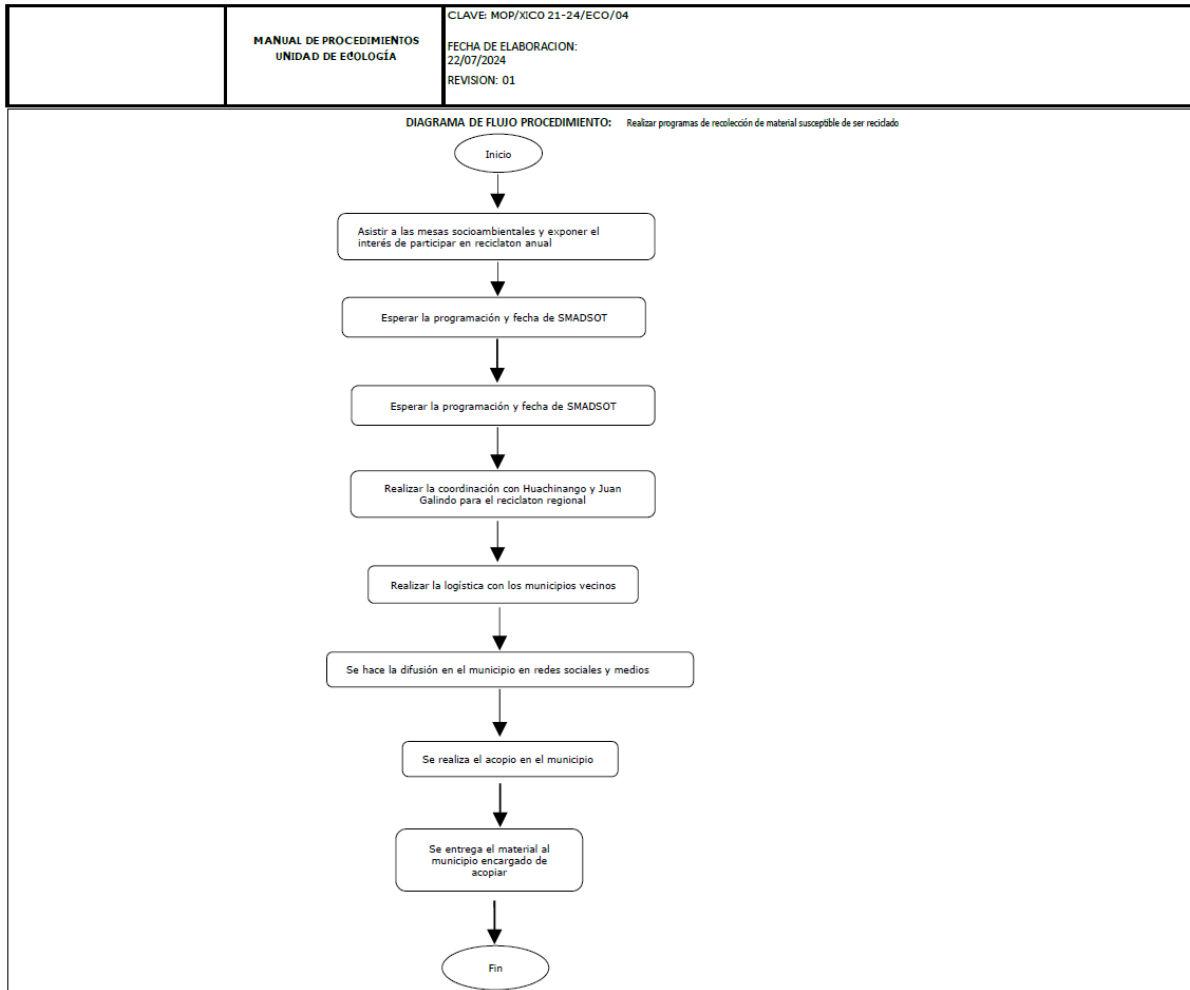 MANUAL DE PROCEDIMIENTOS
UNIDAD DE ECOLOGÍA
CLAVE: MOP/XICO 21-24/ECO/04
FECHA DE ELABORACION:
22/07/2024
REVISION: 01
DIAGRAMA DE FLUJO PROCEDIMIENTO: Realizar programas de recolección de material susceptible de ser reciclado
Inicio
Asistir a las mesas socioambientales y exponer el
interés de participar en reciclaton anual
Esperar la programación y fecha de SMADSOT
Esperar la programación y fecha de SMADSOT
Realizar la coordinación con Huachinango y Juan
Galindo para el reciclaton regional
Realizar la logística con los municipios vecinos
Se hace la difusión en el municipio en redes sociales y medios
Se realiza el acopio en el municipio
Se entrega el material al
municipio encargado de
acopiar
Fin